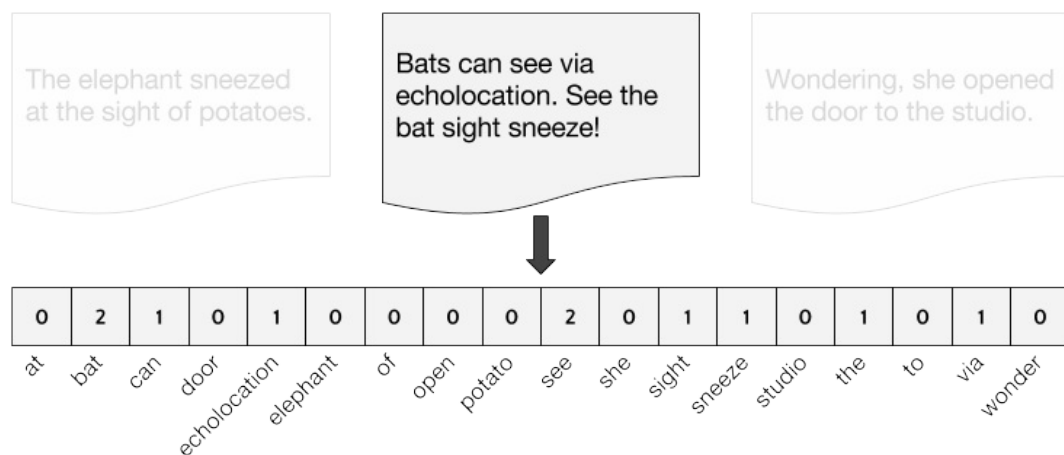 The elephant sneezed
at the sight of potatoes.
Bats can see via
echolocation. See the
bat sight sneeze!
Wondering, she opened
the door to the studio.
0 2 1 0 1 0 0 0 0 2 0 1 1 0 1 0 1 0
at bat can door echolocation elephant of open potato see she sight sneeze studio the to via wonder